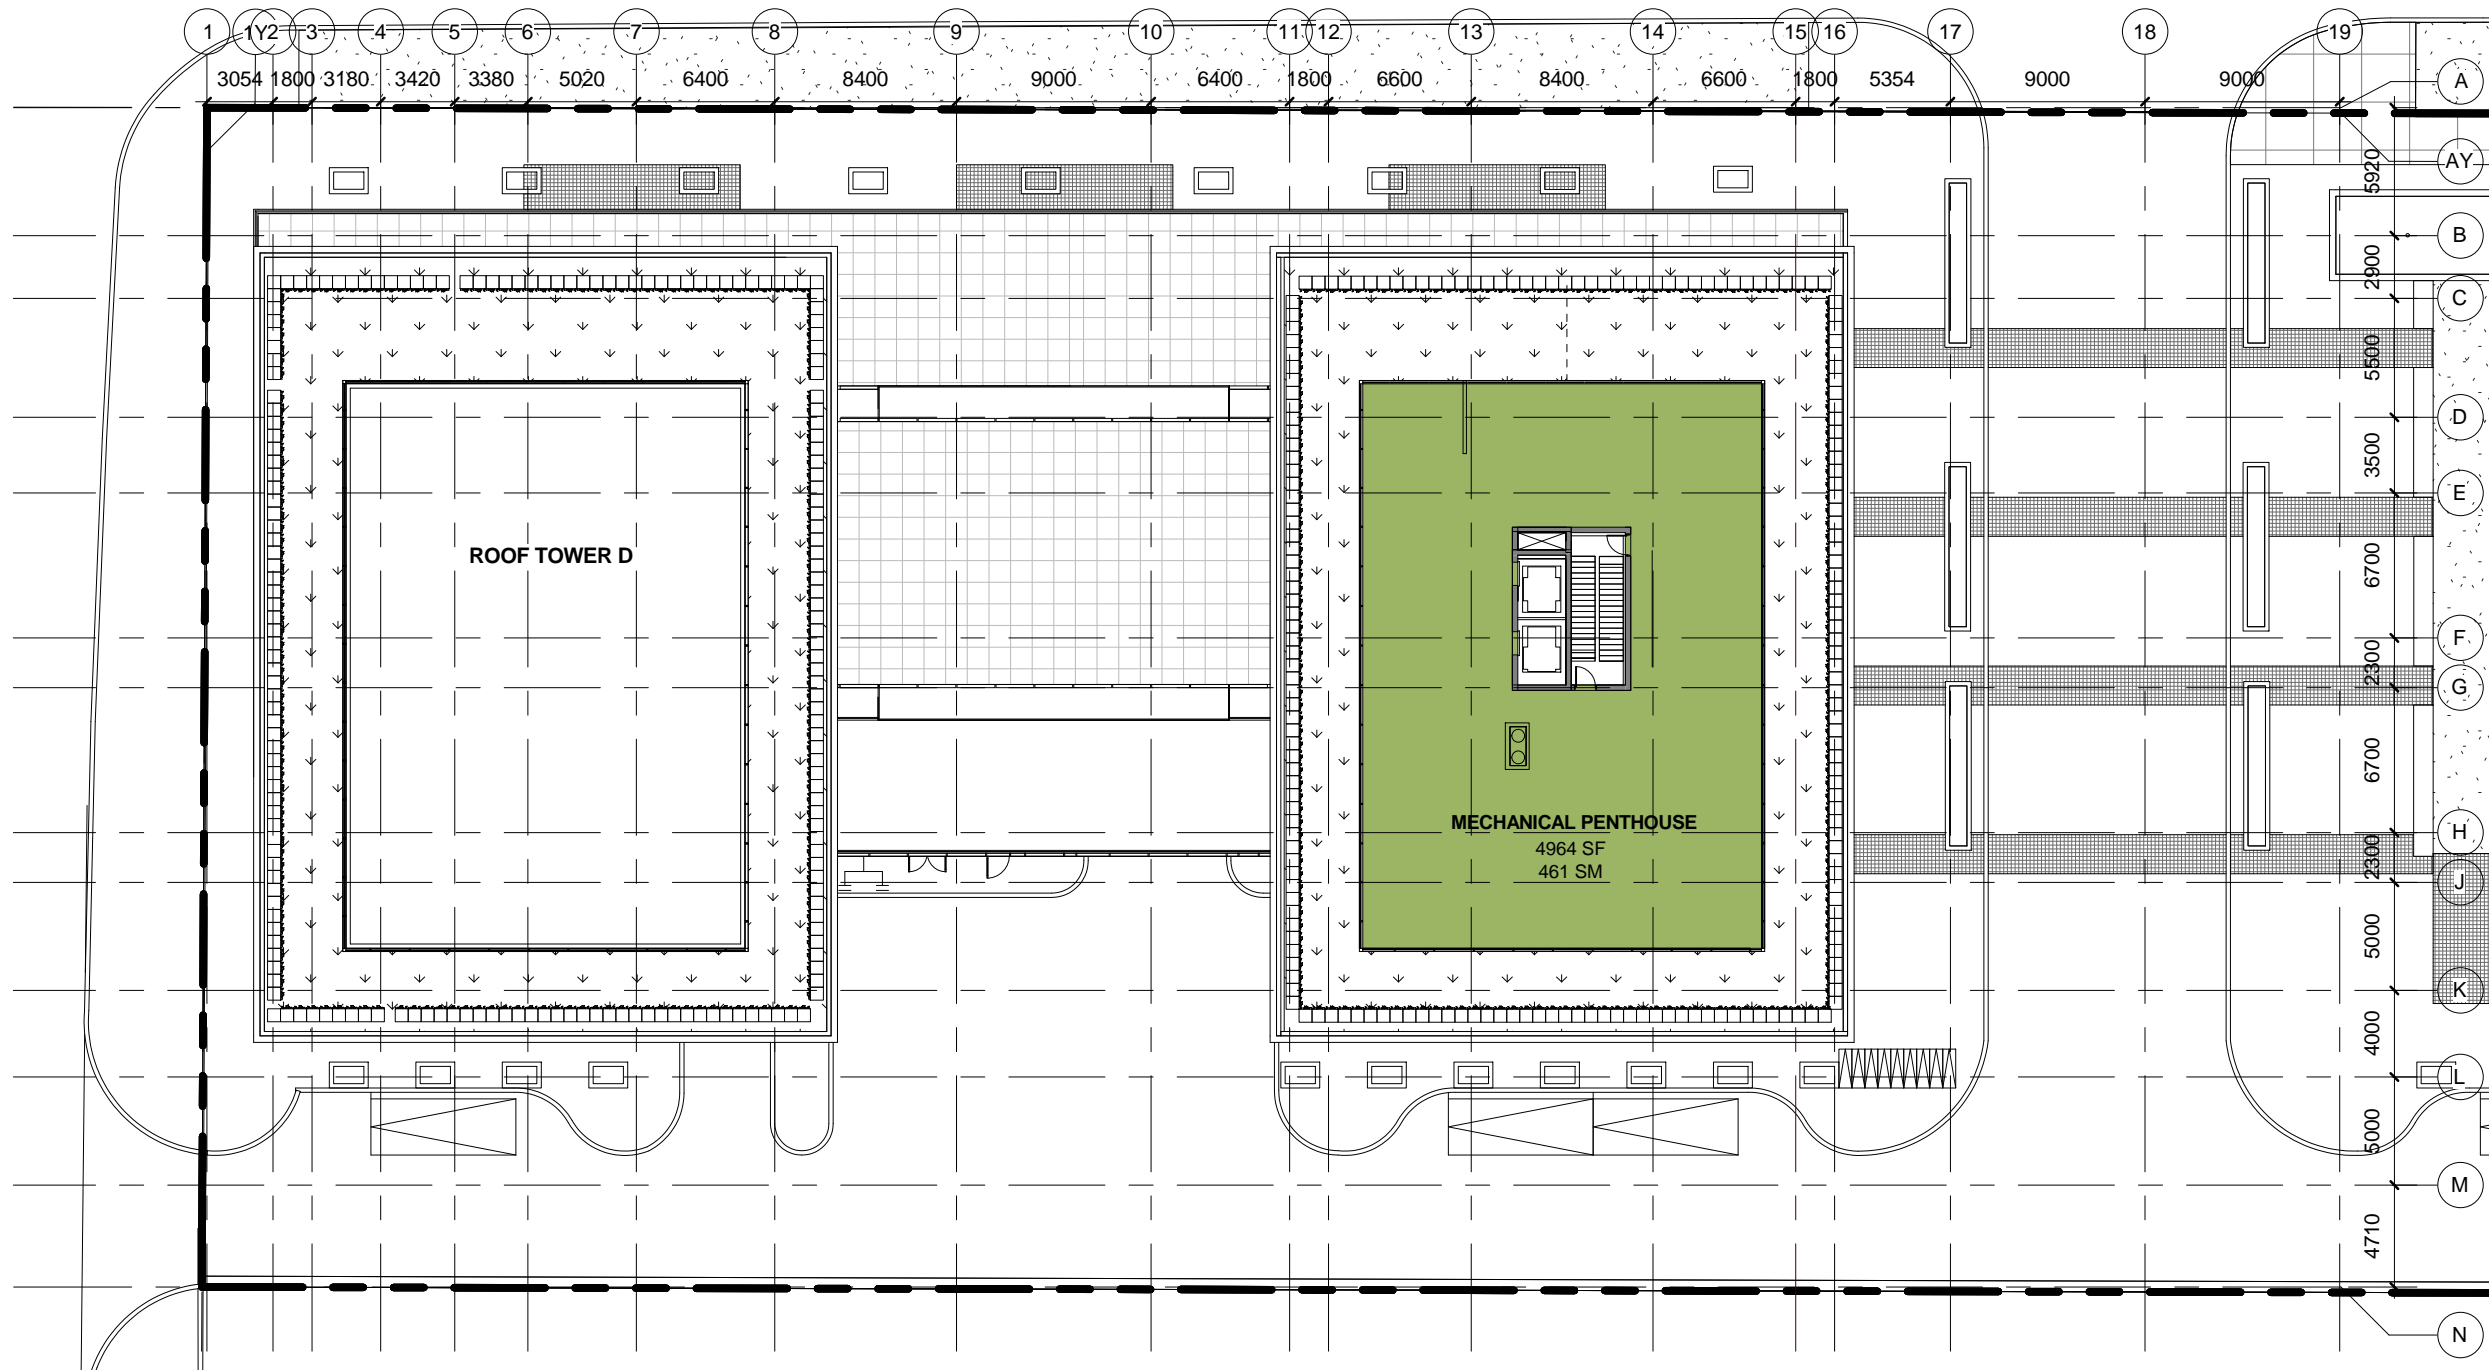 1 1Y 2 3 4 5 6 7 8 9 10 11 12 13 14 15 16 17 18 19
3054 1800 3180 3420 3380 5020 6400 8400 9000 6400 1800 6600 8400 6600 1800 5354 9000 9000
A
AY
5920
B
2900
C
5500
D
3500
E
6700
F
2300
G
6700
H
2300
J
5000
K
4000
L
5000
M
4710
N
ROOF TOWER D
MECHANICAL PENTHOUSE
4964 SF
461 SM